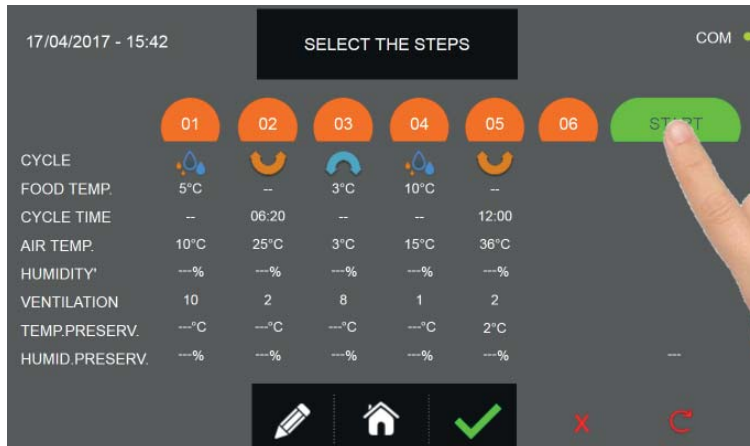 17/04/2017 - 15:42 SELECT THE STEPS COM
01 02 03 04 05 06 START
CYCLE
FOOD TEMP. 5°C -- 3°C 10°C --
CYCLE TIME -- 06:20 -- -- 12:00
AIR TEMP. 10°C 25°C 3°C 15°C 36°C
HUMIDITY' ---% ---% ---% ---% ---%
VENTILATION 10 2 8 1 2
TEMP.PRESERV. ---°C ---°C ---°C ---°C 2°C
HUMID.PRESERV. ---% ---% ---% ---% ---% ---
X